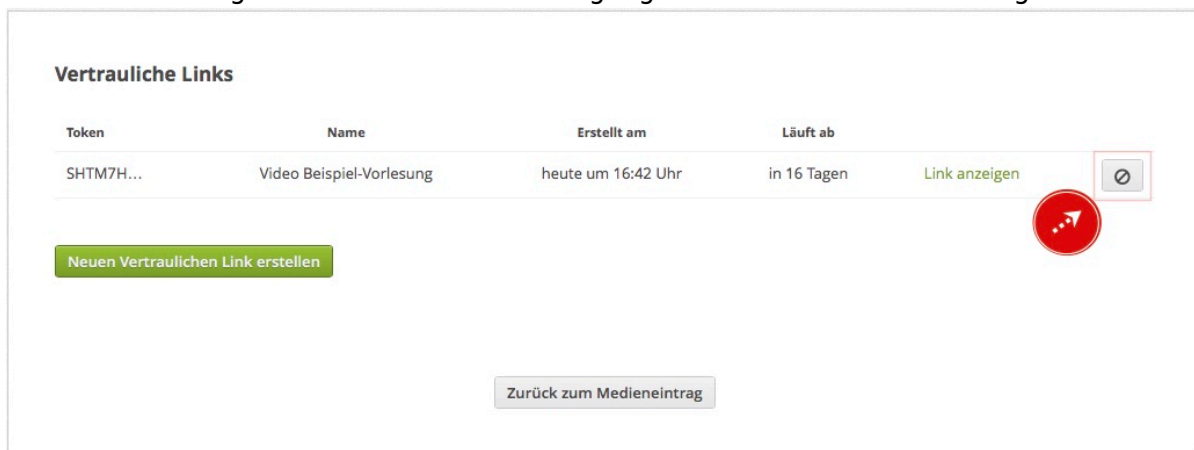 Vertrauliche Links
Token Name Erstellt am Läuft ab
SHTM7H... Video Beispiel-Vorlesung heute um 16:42 Uhr in 16 Tagen Link anzeigen
Neuen Vertraulichen Link erstellen
Zurück zum Medieneintrag